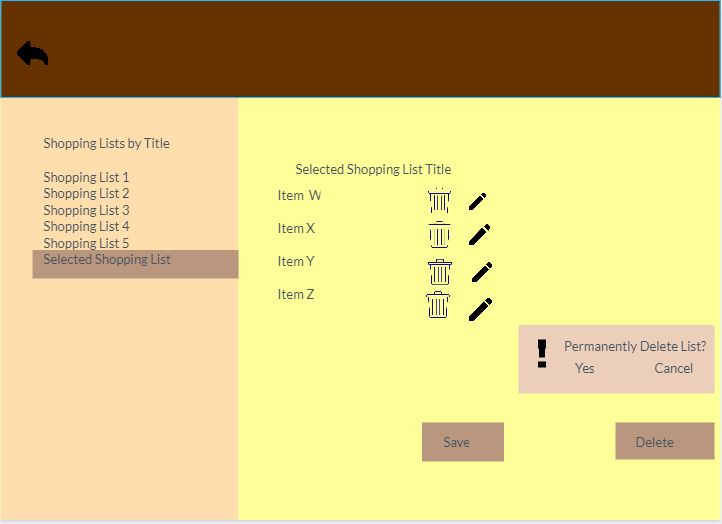 Shopping Lists by Title
Shopping List 1
Shopping List 2
Shopping List 3
Shopping List 4
Shopping List 5
Selected Shopping List
Selected Shopping List Title
Item W
Item X
Item Y
Item Z
Permanently Delete List?
Yes Cancel
Save Delete